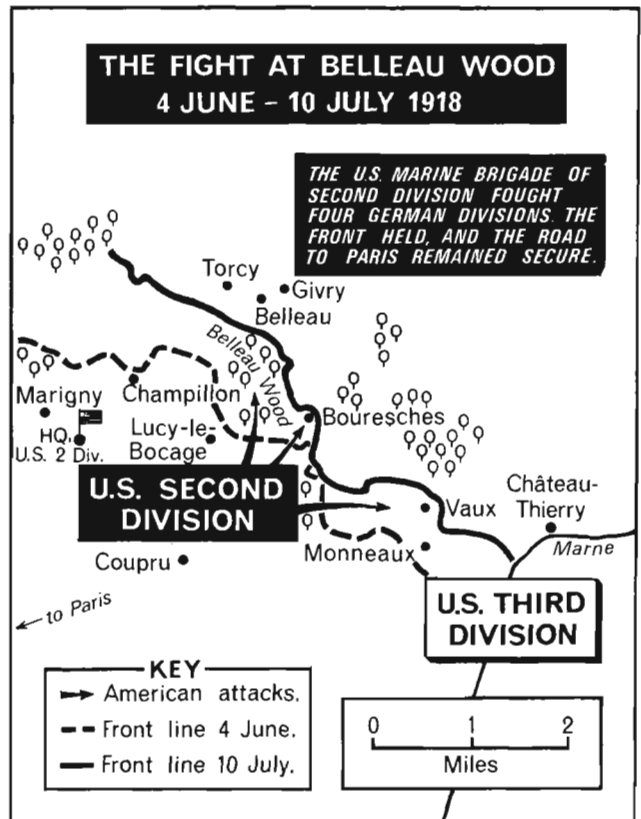 THE FIGHT AT BELLEAU WOOD
4 JUNE – 10 JULY 1918
THE U.S. MARINE BRIGADE OF
SECOND DIVISION FOUGHT
FOUR GERMAN DIVISIONS. THE
FRONT HELD, AND THE ROAD
TO PARIS REMAINED SECURE.
Torcy
Givry
Belleau
Belleau Wood
Marigny
Champillon
HQ.
U.S. 2 Div.
Lucy-le-
Bocage
Bouresches
U.S. SECOND
DIVISION
Vaux
Château-
Thierry
Marne
Monneaux
Coupru
to Paris
U.S. THIRD
DIVISION
KEY
American attacks.
Front line 4 June.
Front line 10 July.
0 1 2
Miles